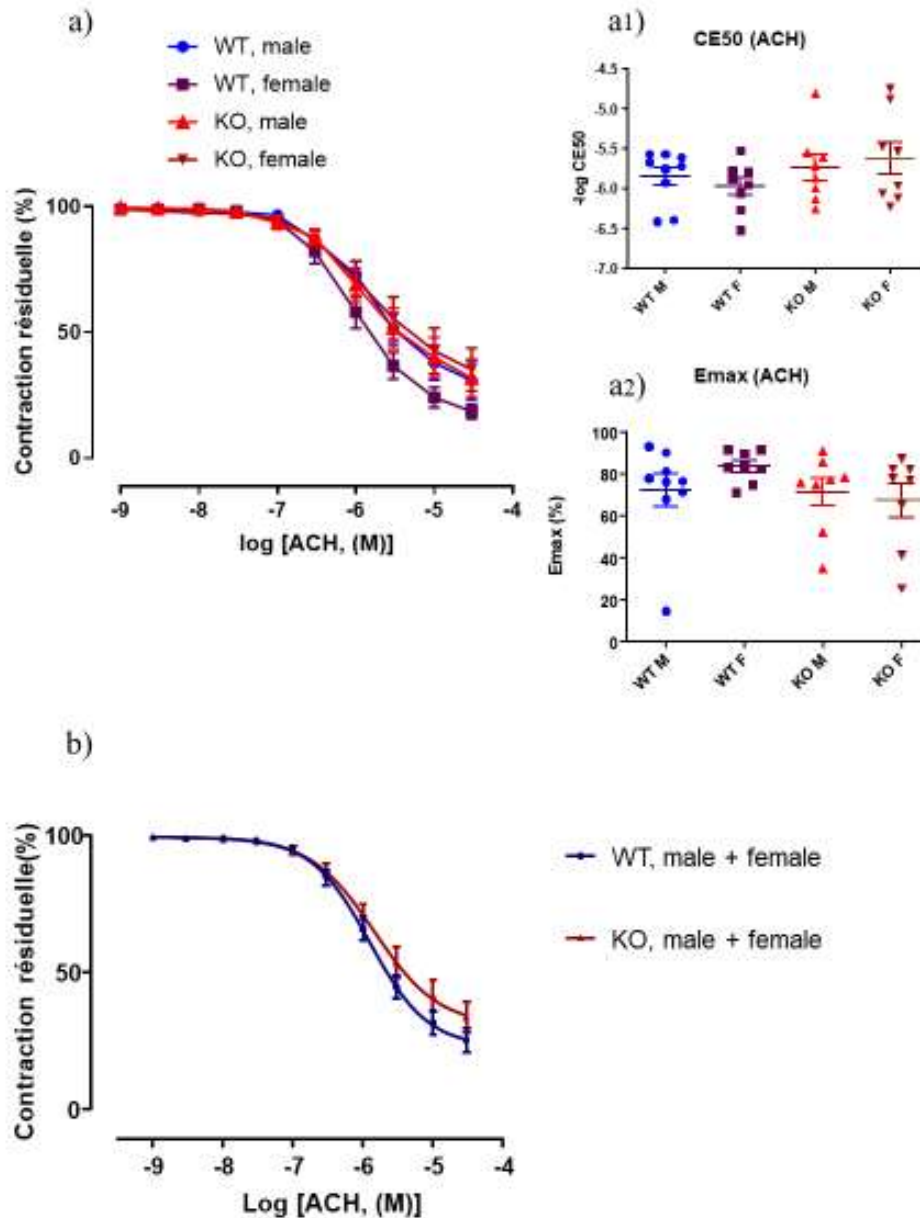 a)
WT, male
WT, female
KO, male
KO, female
Contraction résiduelle (%)
100
50
0
-9 -8 -7 -6 -5 -4
log [ACH, (M)]
a1)
CE50 (ACH)
-log CE50
-4.5
-5.0
-5.5
-6.0
-6.5
-7.0
WT M WT F KO M KO F
a2)
Emax (ACH)
Emax (%)
100
80
60
40
20
0
WT M WT F KO M KO F
b)
Contraction résiduelle(%)
100
50
0
-9 -8 -7 -6 -5 -4
Log [ACH, (M)]
WT, male + female
KO, male + female